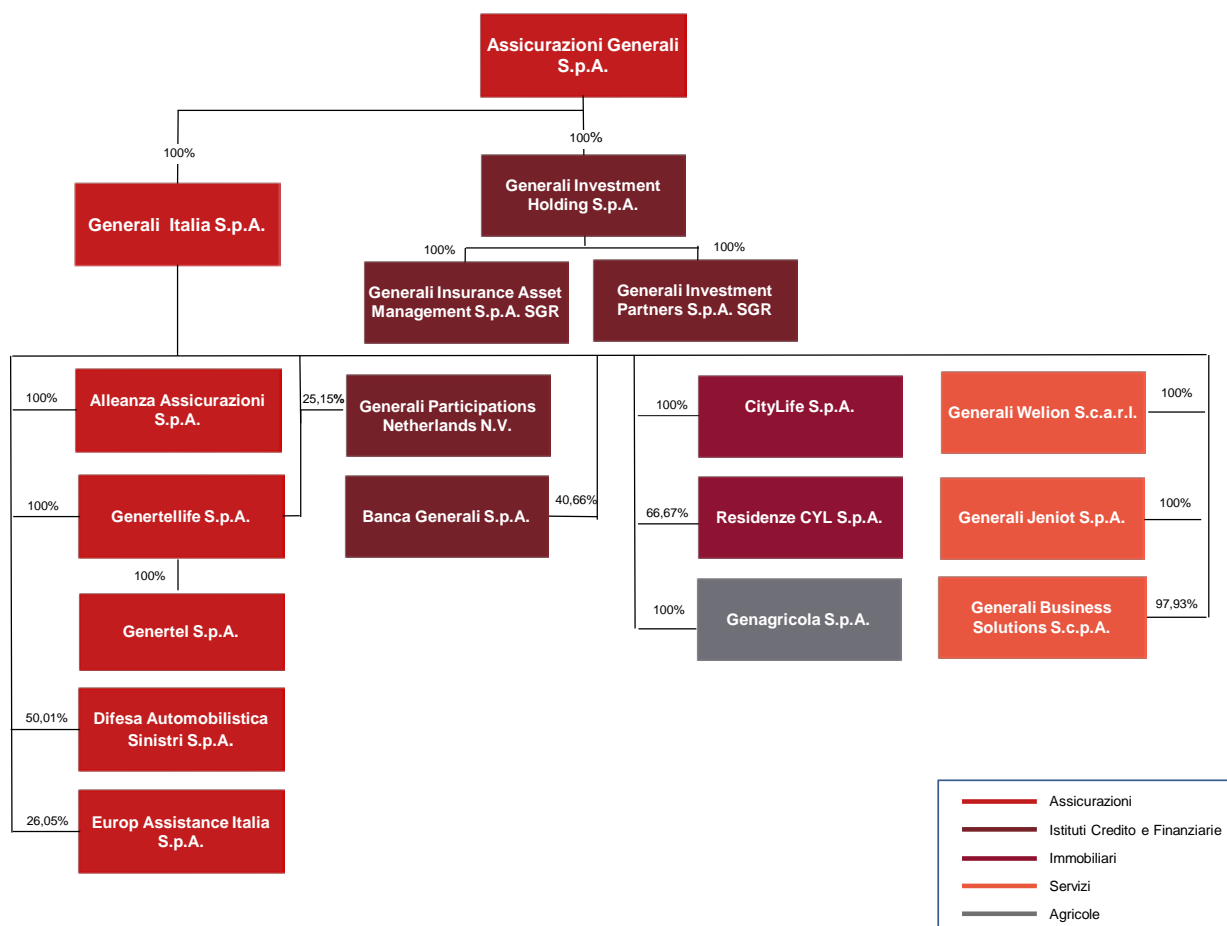 Assicurazioni Generali
S.p.A.
100%
100%
Generali Italia S.p.A.
Generali Investment
Holding S.p.A.
100%
100%
Generali Insurance Asset
Management S.p.A. SGR
Generali Investment
Partners S.p.A. SGR
100%
Alleanza Assicurazioni
S.p.A.
25,15%
Generali Participations
Netherlands N.V.
100%
CityLife S.p.A.
Generali Welion S.c.a.r.l.
100%
100%
Genertellife S.p.A.
Banca Generali S.p.A.
40,66%
66,67%
Residenze CYL S.p.A.
Generali Jeniot S.p.A.
100%
100%
Genertel S.p.A.
100%
Genagricola S.p.A.
Generali Business
Solutions S.c.p.A.
97,93%
50,01%
Difesa Automobilistica
Sinistri S.p.A.
26,05%
Europ Assistance Italia
S.p.A.
Assicurazioni
Istituti Credito e Finanziarie
Immobiliari
Servizi
Agricole